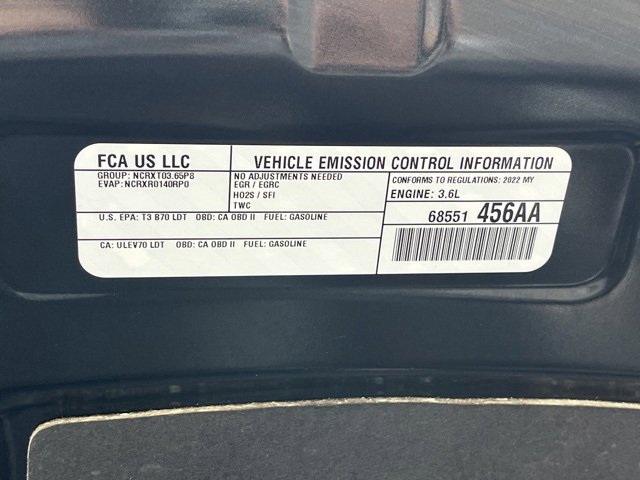 FCA US LLC
VEHICLE EMISSION CONTROL INFORMATION
GROUP: NCRXT03.65P8
EVAP: NCRXR0140RP0
NO ADJUSTMENTS NEEDED
EGR / EGRC
HO2S / SFI
TWC
CONFORMS TO REGULATIONS: 2022 MY
ENGINE: 3.6L
U.S. EPA: T3 B70 LDT OBD: CA OBD II FUEL: GASOLINE
68551 456AA
CA: ULEV70 LDT OBD: CA OBD II FUEL: GASOLINE